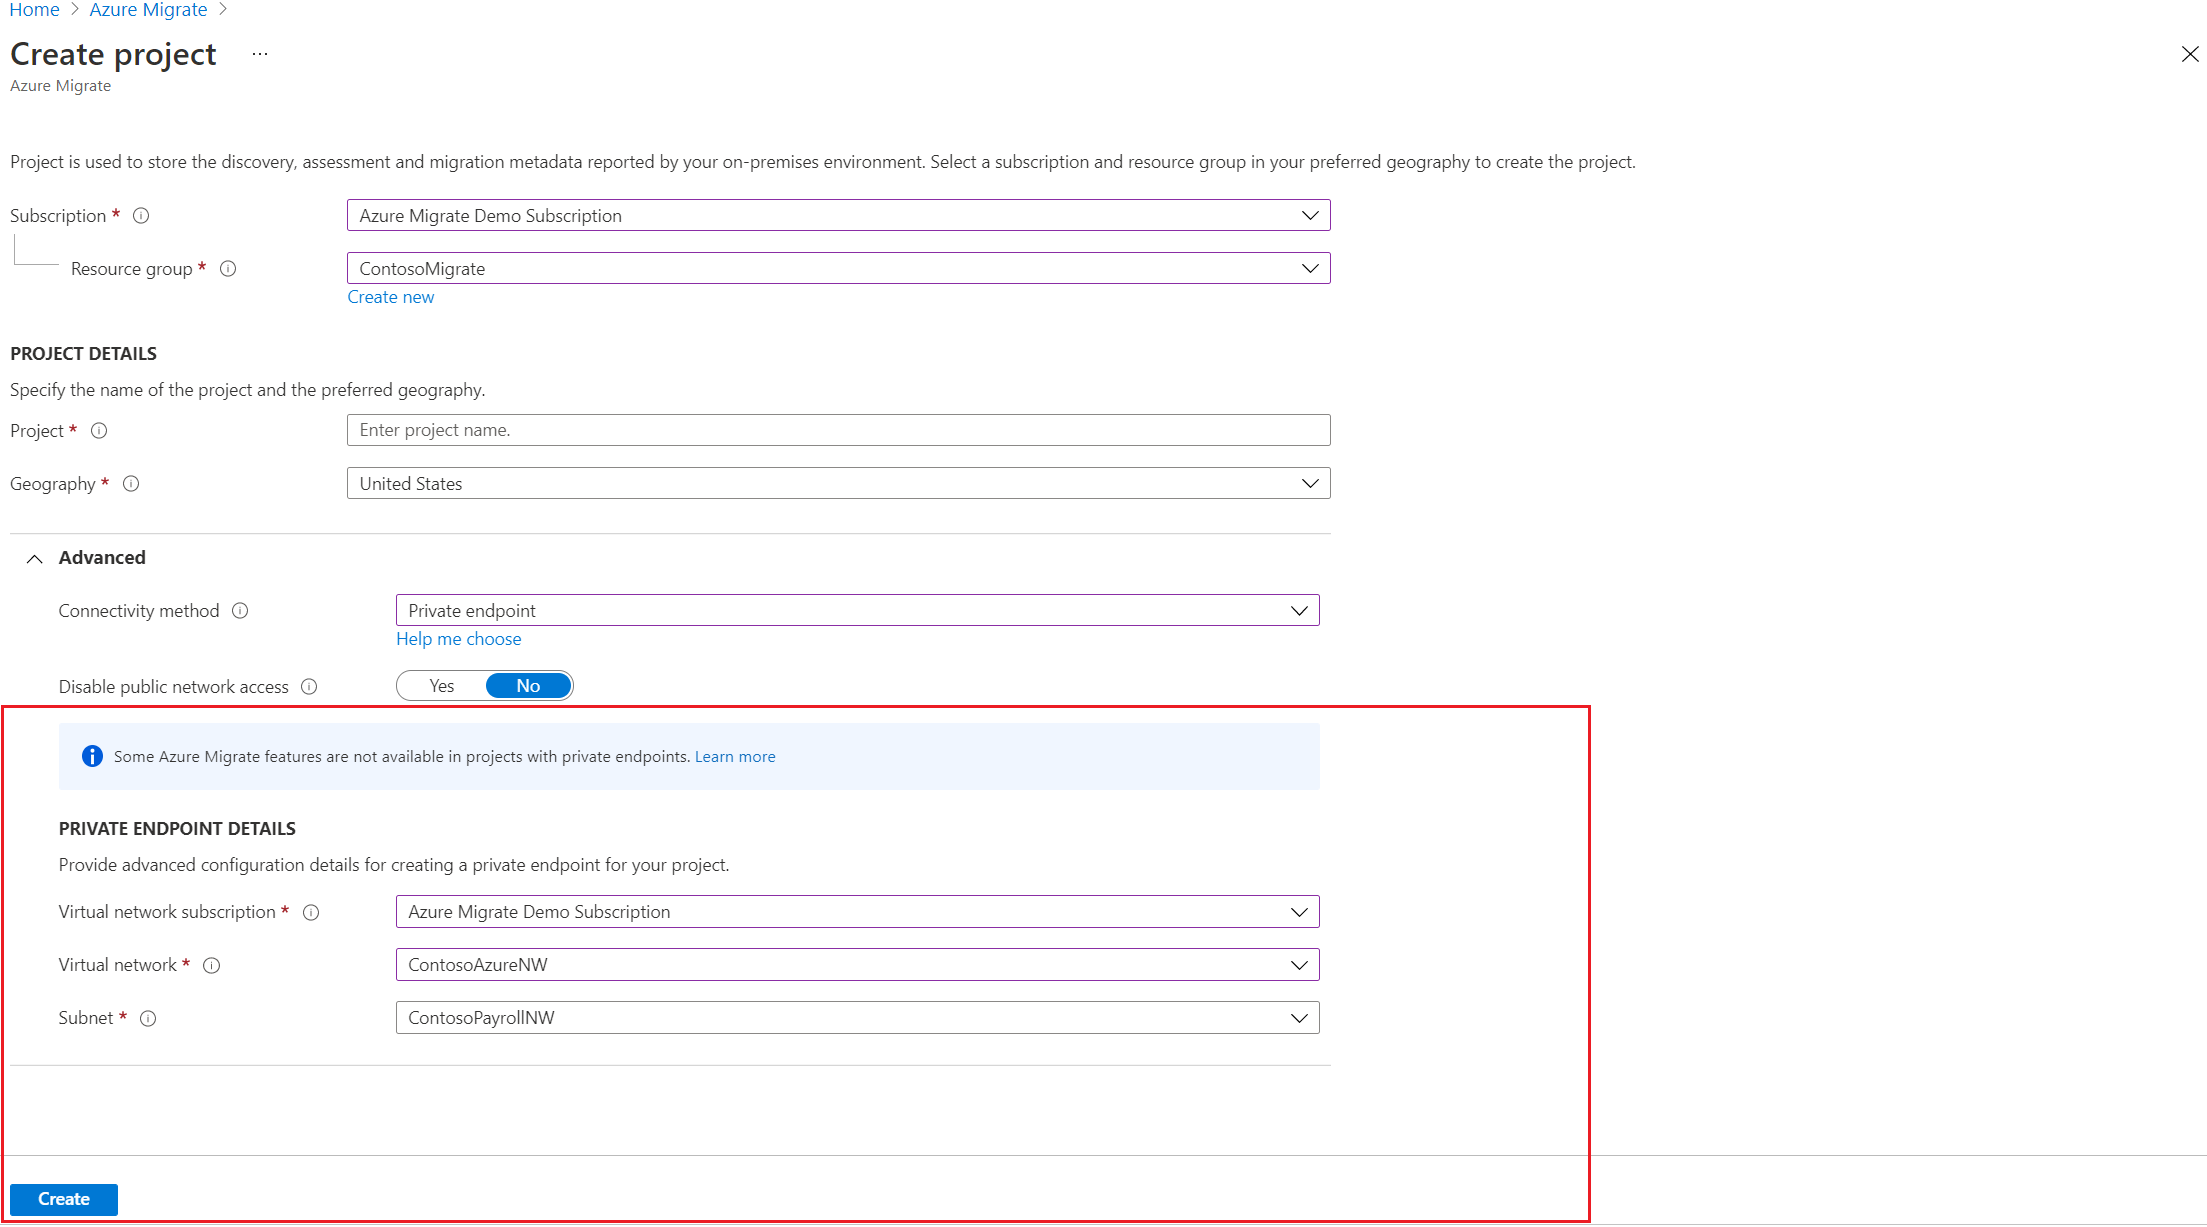 Home > Azure Migrate >
Create project ...
Azure Migrate
Project is used to store the discovery, assessment and migration metadata reported by your on-premises environment. Select a subscription and resource group in your preferred geography to create the project.
Subscription * Azure Migrate Demo Subscription
Resource group * ContosoMigrate
Create new
PROJECT DETAILS
Specify the name of the project and the preferred geography.
Project * Enter project name.
Geography * United States
Advanced
Connectivity method Private endpoint
Help me choose
Disable public network access Yes No
Some Azure Migrate features are not available in projects with private endpoints. Learn more
PRIVATE ENDPOINT DETAILS
Provide advanced configuration details for creating a private endpoint for your project.
Virtual network subscription * Azure Migrate Demo Subscription
Virtual network * ContosoAzureNW
Subnet * ContosoPayrollNW
Create